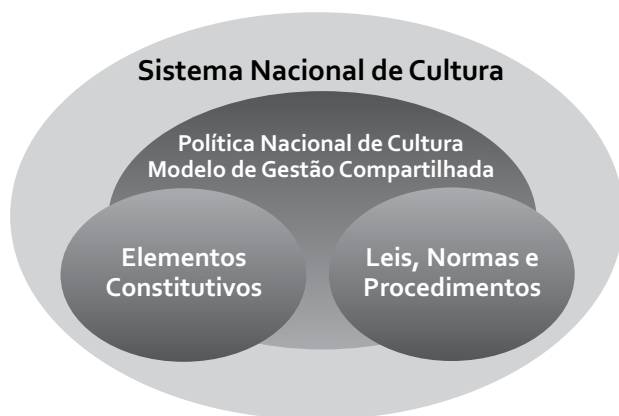 Sistema Nacional de Cultura
Política Nacional de Cultura
Modelo de Gestão Compartilhada
Elementos
Constitutivos
Leis, Normas e
Procedimentos